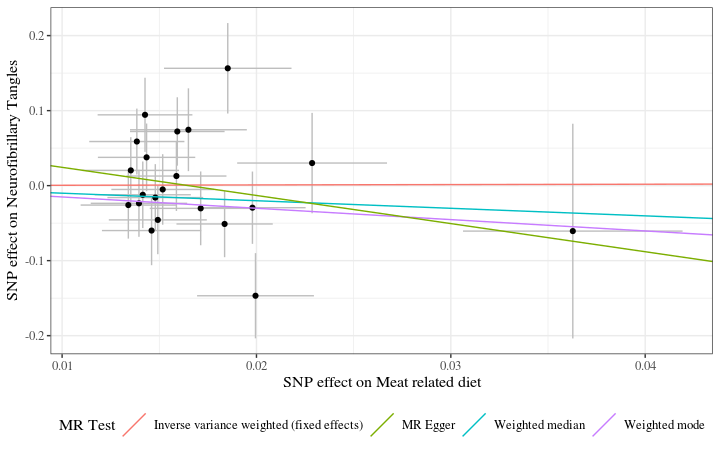 SNP effect on Neurofibrillary Tangles
0.2
0.1
0.0
-0.1
-0.2
0.01 0.02 0.03 0.04
SNP effect on Meat related diet
MR Test Inverse variance weighted (fixed effects) MR Egger Weighted median Weighted mode